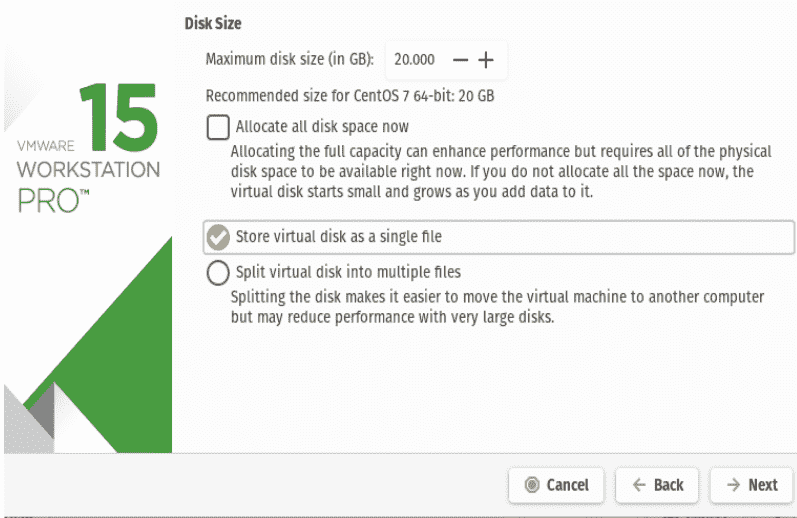 Disk Size
Maximum disk size (in GB): 20.000
Recommended size for CentOS 7 64-bit: 20 GB
Allocate all disk space now
Allocating the full capacity can enhance performance but requires all of the physical
disk space to be available right now. If you do not allocate all the space now, the
virtual disk starts small and grows as you add data to it.
Store virtual disk as a single file
Split virtual disk into multiple files
Splitting the disk makes it easier to move the virtual machine to another computer
but may reduce performance with very large disks.
15
VMWARE
WORKSTATION
PRO™
Cancel
Back
Next